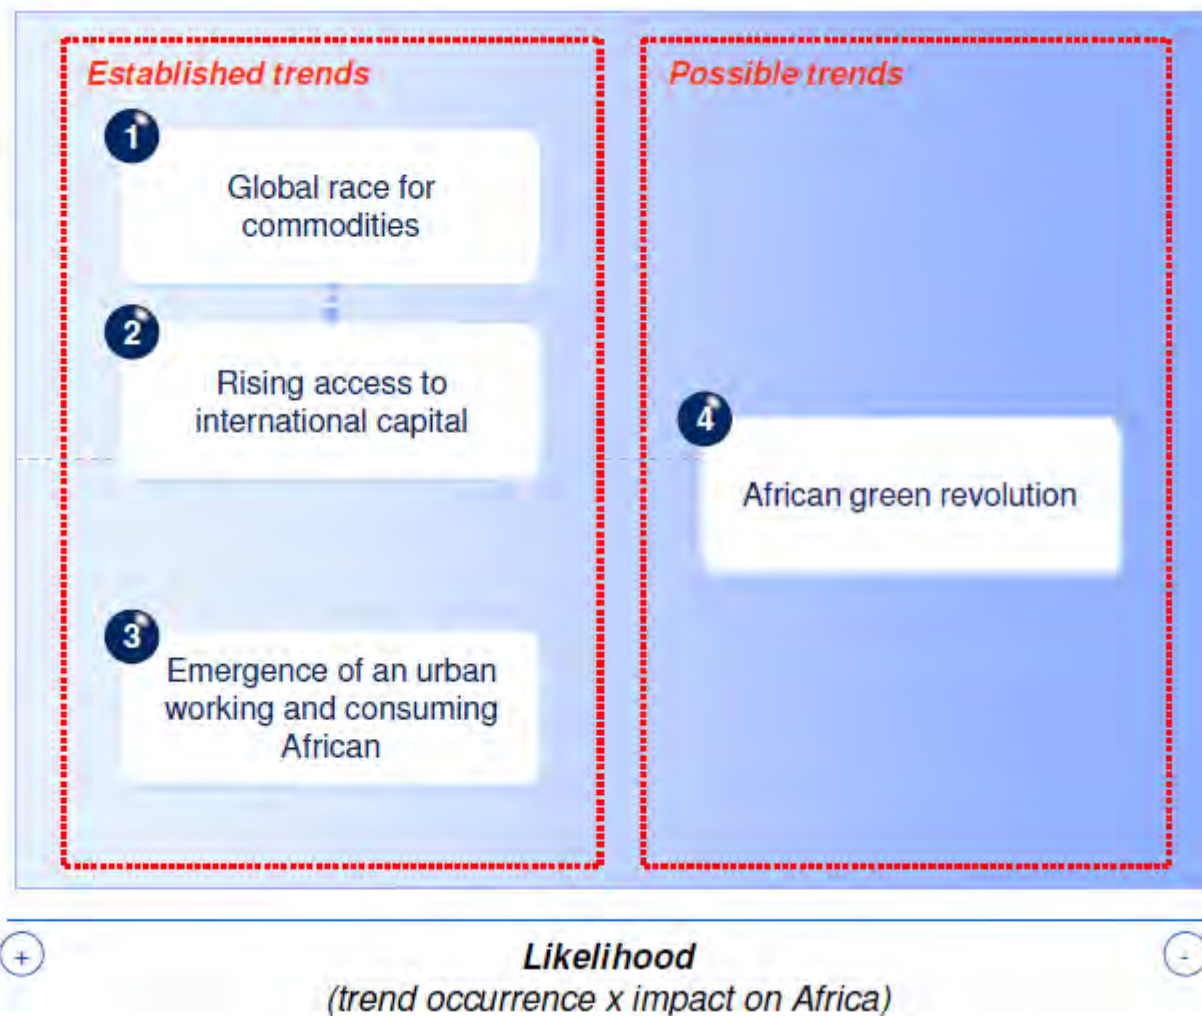 Established trends
1
Global race for
commodities
2
Rising access to
international capital
3
Emergence of an urban
working and consuming
African
Possible trends
4
African green revolution
+
Likelihood
-
(trend occurrence x impact on Africa)